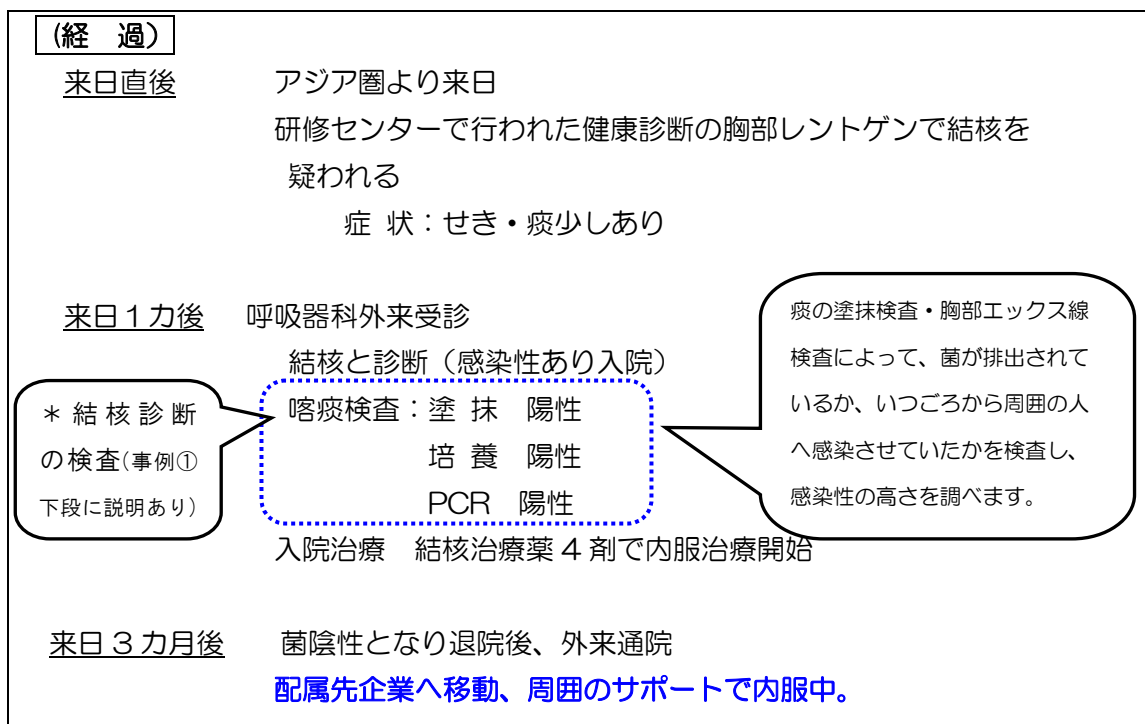 (経　過)
来日直後　アジア圏より来日
研修センターで行われた健康診断の胸部レントゲンで結核を
疑われる
症 状：せき・痰少しあり
来日１カ後　呼吸器科外来受診
結核と診断（感染性あり入院）
喀痰検査：塗 抹　陽性
培 養　陽性
PCR　陽性
＊結核診断
の検査(事例①
下段に説明あり)
痰の塗抹検査・胸部エックス線
検査によって、菌が排出されて
いるか、いつごろから周囲の人
へ感染させていたかを検査し、
感染性の高さを調べます。
入院治療　結核治療薬４剤で内服治療開始
来日３カ月後　菌陰性となり退院後、外来通院
配属先企業へ移動、周囲のサポートで内服中。